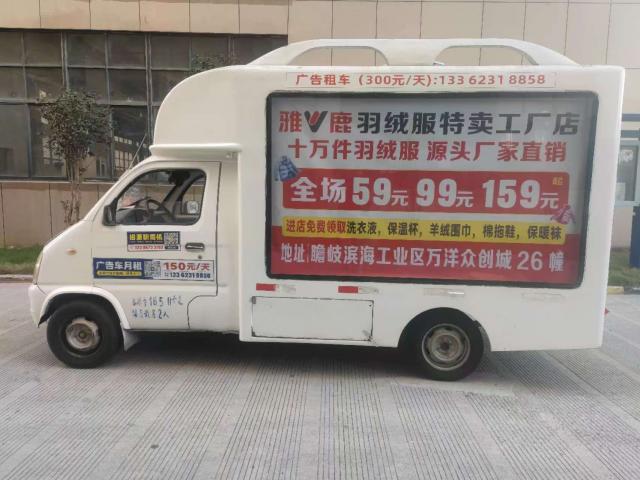 广告租车（300元/天）:133 6231 8858
雅鹿羽绒服特卖工厂店
十万件羽绒服 源头厂家直销
全场59元 99元 159元起
进店免费领取洗衣液，保温杯，羊绒围巾，棉拖鞋，保暖袜
地址:瞻岐滨海工业区万洋众创城 26 幢
广告车月租 150元/天
133 6231 8858